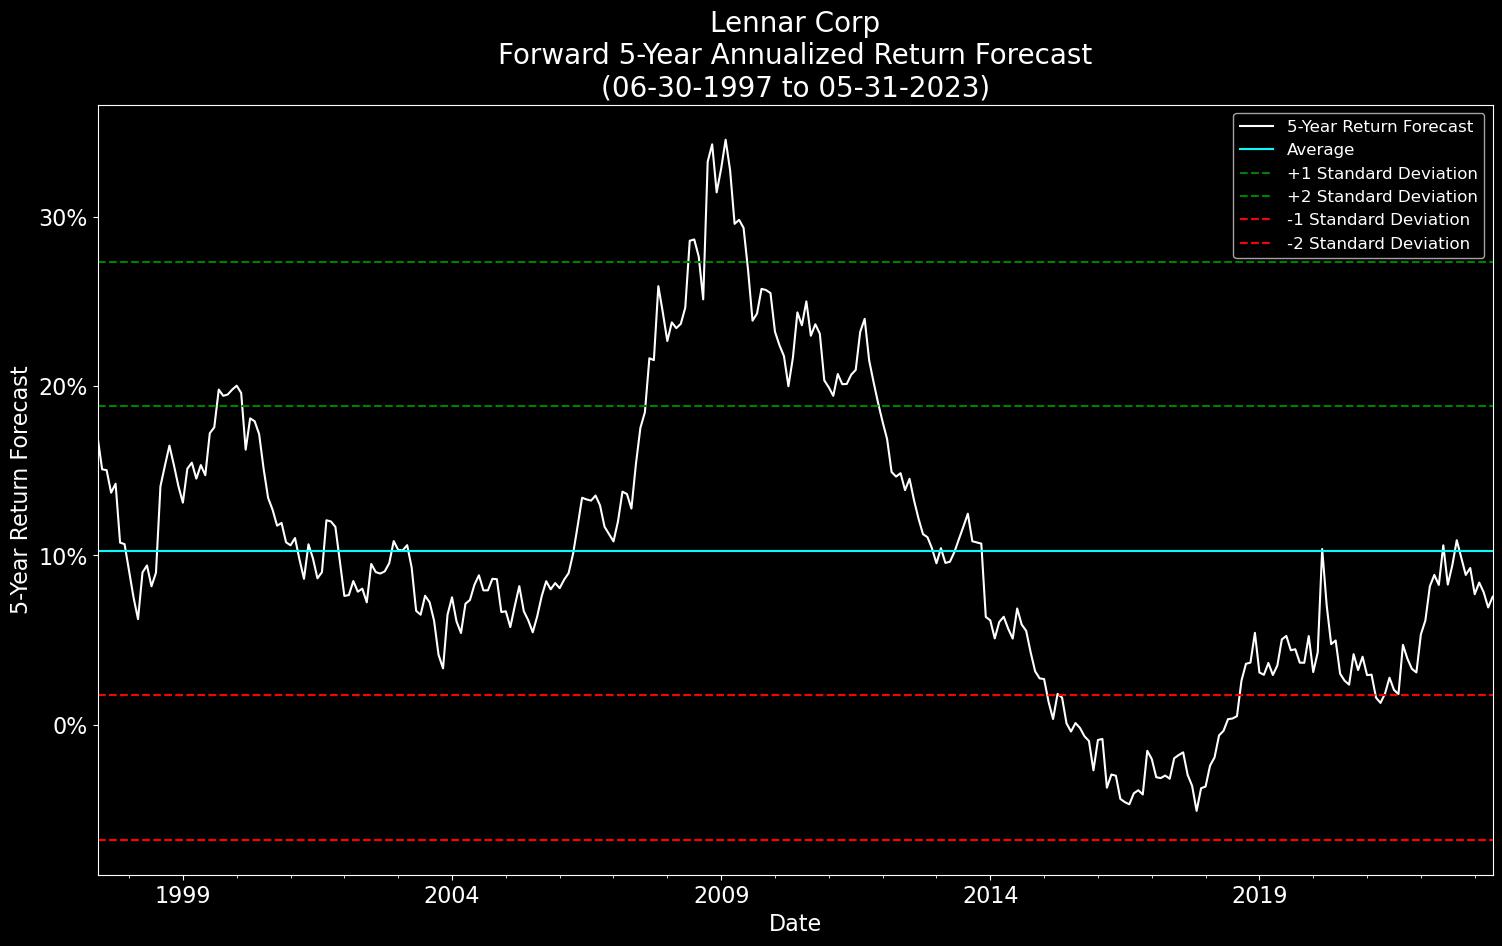 Lennar Corp
Forward 5-Year Annualized Return Forecast
(06-30-1997 to 05-31-2023)
5-Year Return Forecast
Average
+1 Standard Deviation
+2 Standard Deviation
-1 Standard Deviation
-2 Standard Deviation
30%
20%
10%
0%
5-Year Return Forecast
1999 2004 2009 2014 2019
Date